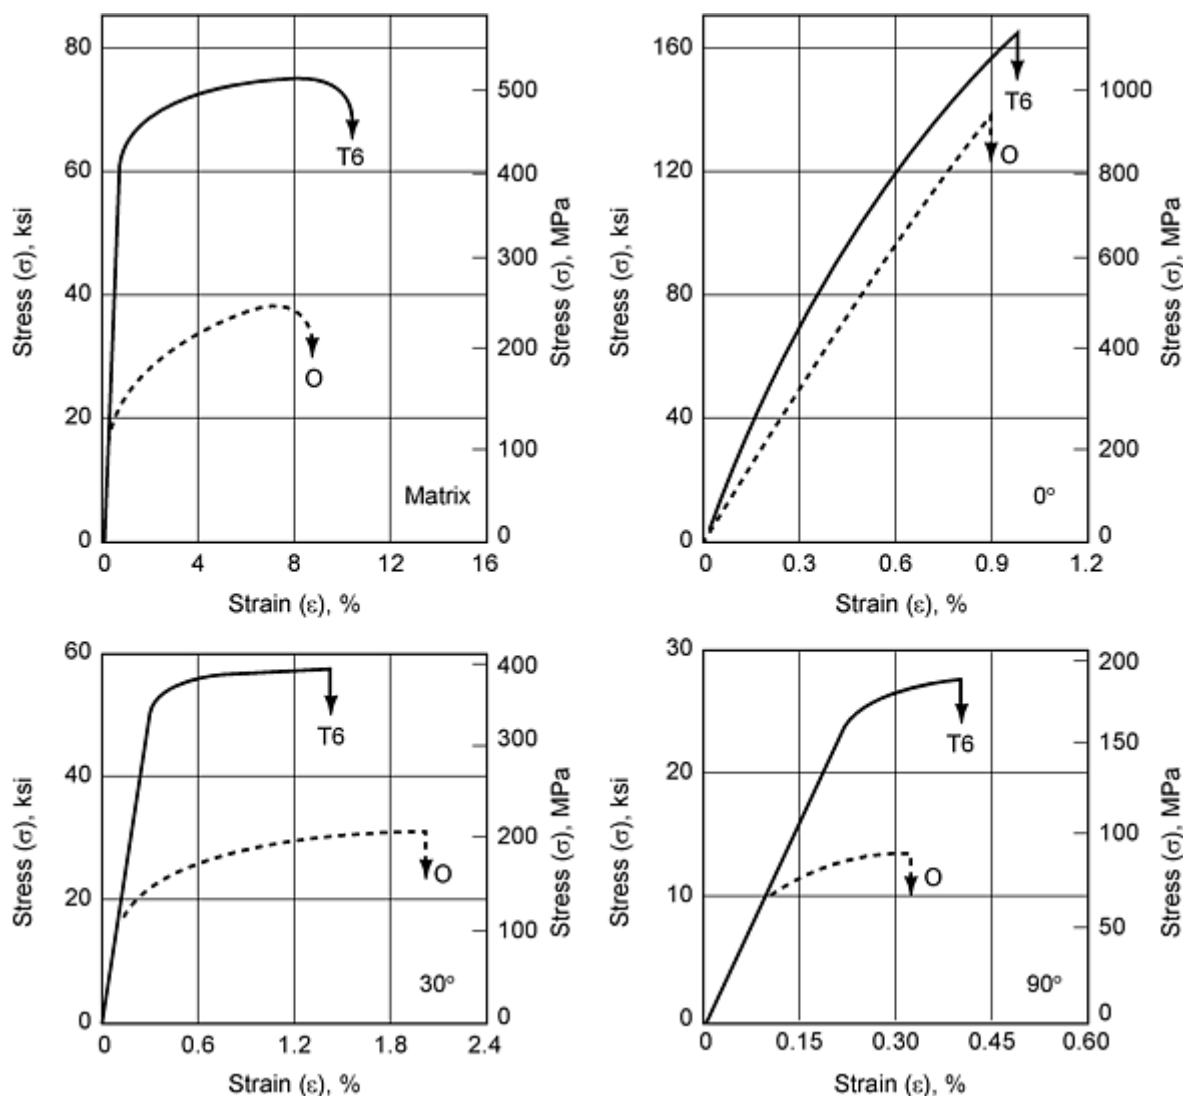 80
60
40
20
0
Stress (σ), ksi
500
400
300
200
100
0
Stress (σ), MPa
T6
O
Matrix
0 4 8 12 16
Strain (ε), %
160
120
80
40
0
Stress (σ), ksi
1000
800
600
400
200
0
Stress (σ), MPa
T6
O
0°
0 0.3 0.6 0.9 1.2
Strain (ε), %
60
40
20
0
Stress (σ), ksi
400
300
200
100
0
Stress (σ), MPa
T6
O
30°
0 0.6 1.2 1.8 2.4
Strain (ε), %
30
20
10
0
Stress (σ), ksi
200
150
100
50
0
Stress (σ), MPa
T6
O
90°
0 0.15 0.30 0.45 0.60
Strain (ε), %